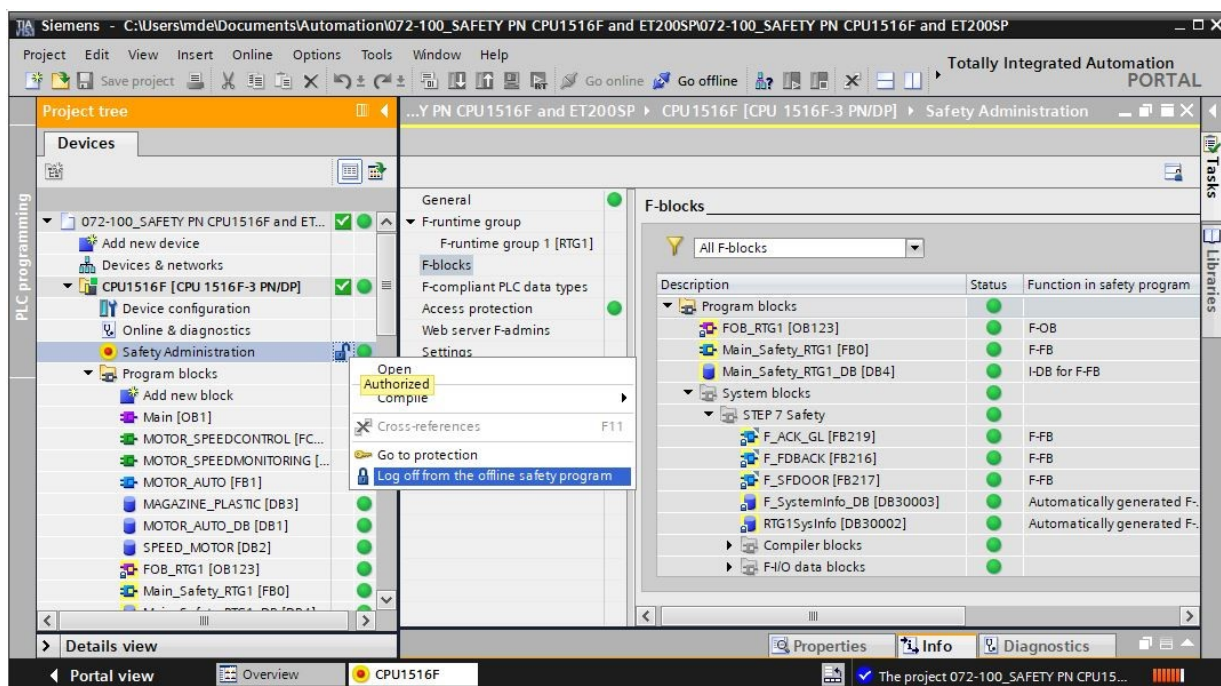 Siemens - C:\Users\mde\Documents\Automation\072-100_SAFETY PN CPU1516F and ET200SP\072-100_SAFETY PN CPU1516F and ET200SP
Project Edit View Insert Online Options Tools Window Help
Save project Go online Go offline
Totally Integrated Automation
PORTAL
Project tree
...Y PN CPU1516F and ET200SP CPU1516F [CPU 1516F-3 PN/DP] Safety Administration
Devices
PLC programming
072-100_SAFETY PN CPU1516F and ET...
Add new device
Devices & networks
CPU1516F [CPU 1516F-3 PN/DP]
Device configuration
Online & diagnostics
Safety Administration
Program blocks
Add new block
Main [OB1]
MOTOR_SPEEDCONTROL [FC...
MOTOR_SPEEDMONITORING [...
MOTOR_AUTO [FB1]
MAGAZINE_PLASTIC [DB3]
MOTOR_AUTO_DB [DB1]
SPEED_MOTOR [DB2]
FOB_RTG1 [OB123]
Main_Safety_RTG1 [FB0]
Details view
General
F-runtime group
F-runtime group 1 [RTG1]
F-blocks
F-compliant PLC data types
Access protection
Web server F-admins
Settings
Open
Authorized
Compile
Cross-references F11
Go to protection
Log off from the offline safety program
F-blocks
All F-blocks
Description Status Function in safety program
Program blocks
FOB_RTG1 [OB123] F-OB
Main_Safety_RTG1 [FB0] F-FB
Main_Safety_RTG1_DB [DB4] I-DB for F-FB
System blocks
STEP 7 Safety
F_ACK_GL [FB219] F-FB
F_FDBACK [FB216] F-FB
F_SFDOOR [FB217] F-FB
F_SystemInfo_DB [DB30003] Automatically generated F-.
RTG1SysInfo [DB30002] Automatically generated F-.
Compiler blocks
F-I/O data blocks
Tasks
Libraries
Properties Info Diagnostics
Portal view Overview CPU1516F The project 072-100_SAFETY PN CPU15...